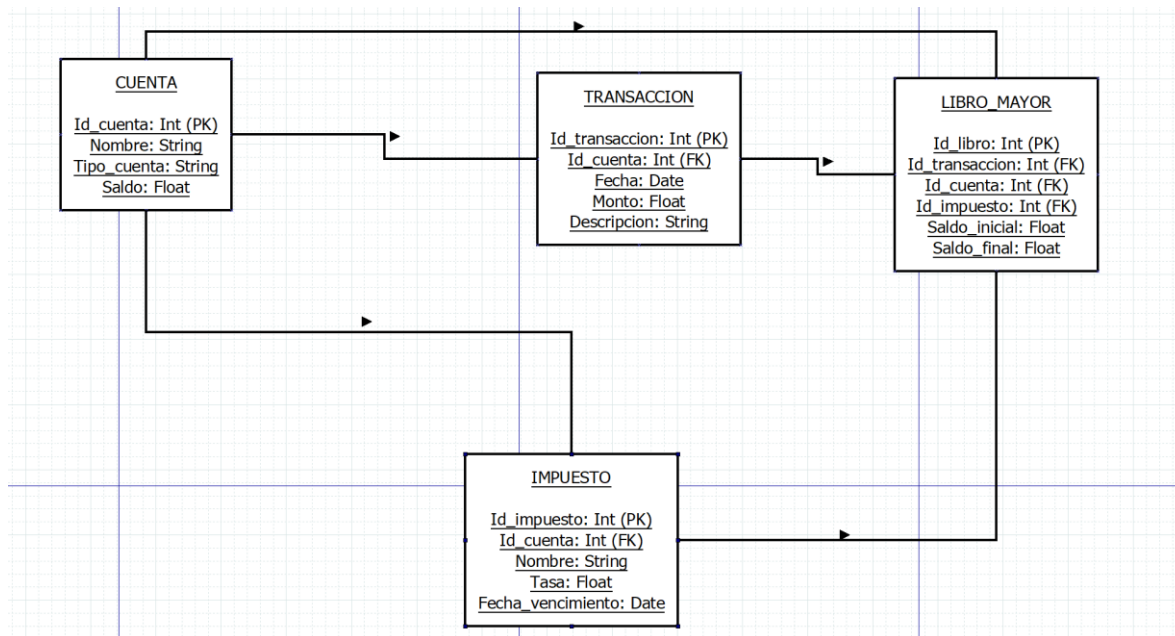 CUENTA
Id_cuenta: Int (PK)
Nombre: String
Tipo_cuenta: String
Saldo: Float
TRANSACCION
Id_transaccion: Int (PK)
Id_cuenta: Int (FK)
Fecha: Date
Monto: Float
Descripcion: String
LIBRO_MAYOR
Id_libro: Int (PK)
Id_transaccion: Int (FK)
Id_cuenta: Int (FK)
Id_impuesto: Int (FK)
Saldo_inicial: Float
Saldo_final: Float
IMPUESTO
Id_impuesto: Int (PK)
Id_cuenta: Int (FK)
Nombre: String
Tasa: Float
Fecha_vencimiento: Date